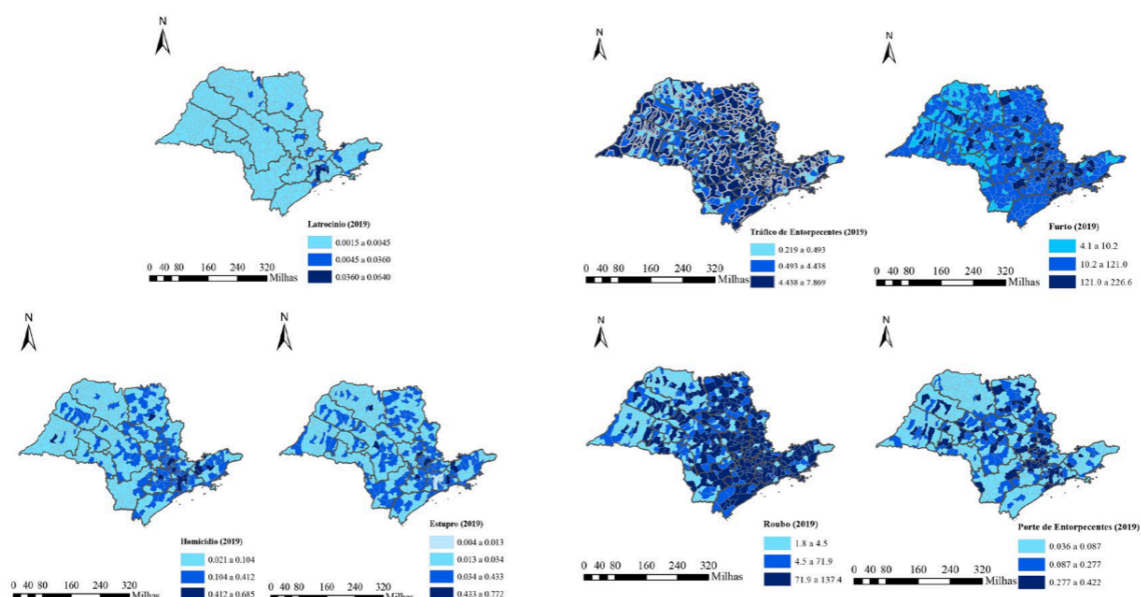 N
Latrocínio (2019)
0.0015 a 0.0045
0.0045 a 0.0360
0.0360 a 0.0640
0 40 80 160 240 320
Milhas
N
Tráfico de Entorpecentes (2019)
0.219 a 0.493
0.493 a 4.438
4.438 a 7.869
0 40 80 160 240 320
Milhas
N
Furto (2019)
4.1 a 10.2
10.2 a 121.0
121.0 a 226.6
0 40 80 160 240 320
Milhas
N
Homicídio (2019)
0.021 a 0.104
0.104 a 0.412
0.412 a 0.685
0 40 80 160 240 320
Milhas
N
Estupro (2019)
0.004 a 0.013
0.013 a 0.034
0.034 a 0.433
0.433 a 0.772
0 40 80 160 240 320
Milhas
N
Roubo (2019)
1.8 a 4.5
4.5 a 71.9
71.9 a 137.4
0 40 80 160 240 320
Milhas
N
Porte de Entorpecentes (2019)
0.036 a 0.087
0.087 a 0.277
0.277 a 0.422
0 40 80 160 240 320
Milhas